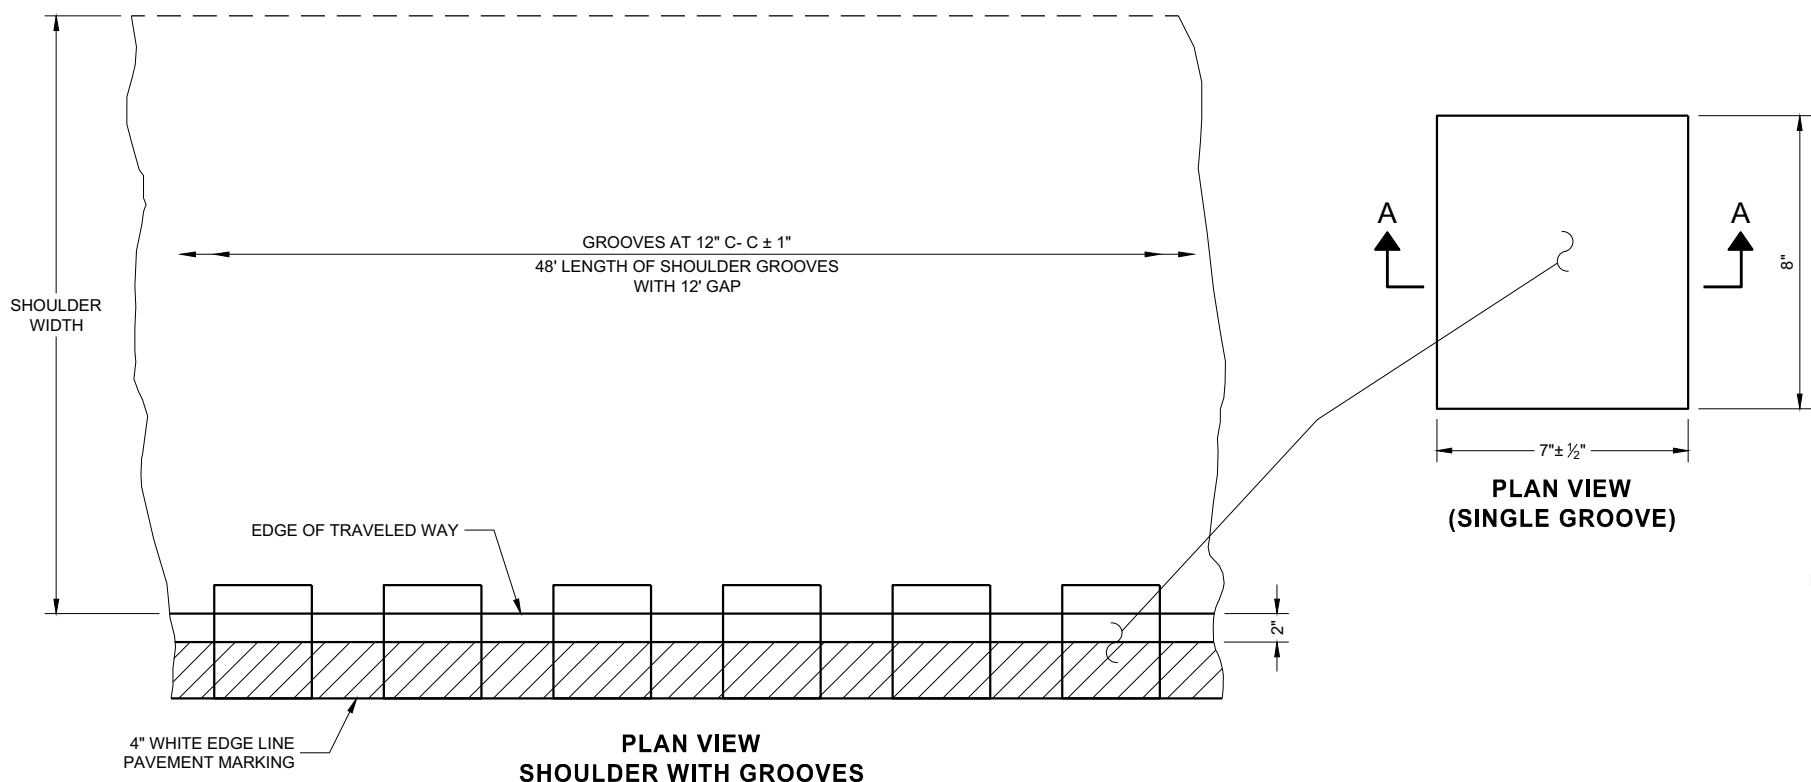 SHOULDER
WIDTH
GROOVES AT 12" C- C ± 1"
48' LENGTH OF SHOULDER GROOVES
WITH 12' GAP
EDGE OF TRAVELED WAY
2"
4" WHITE EDGE LINE
PAVEMENT MARKING
PLAN VIEW
SHOULDER WITH GROOVES
A
A
8"
7"± ½"
PLAN VIEW
(SINGLE GROOVE)